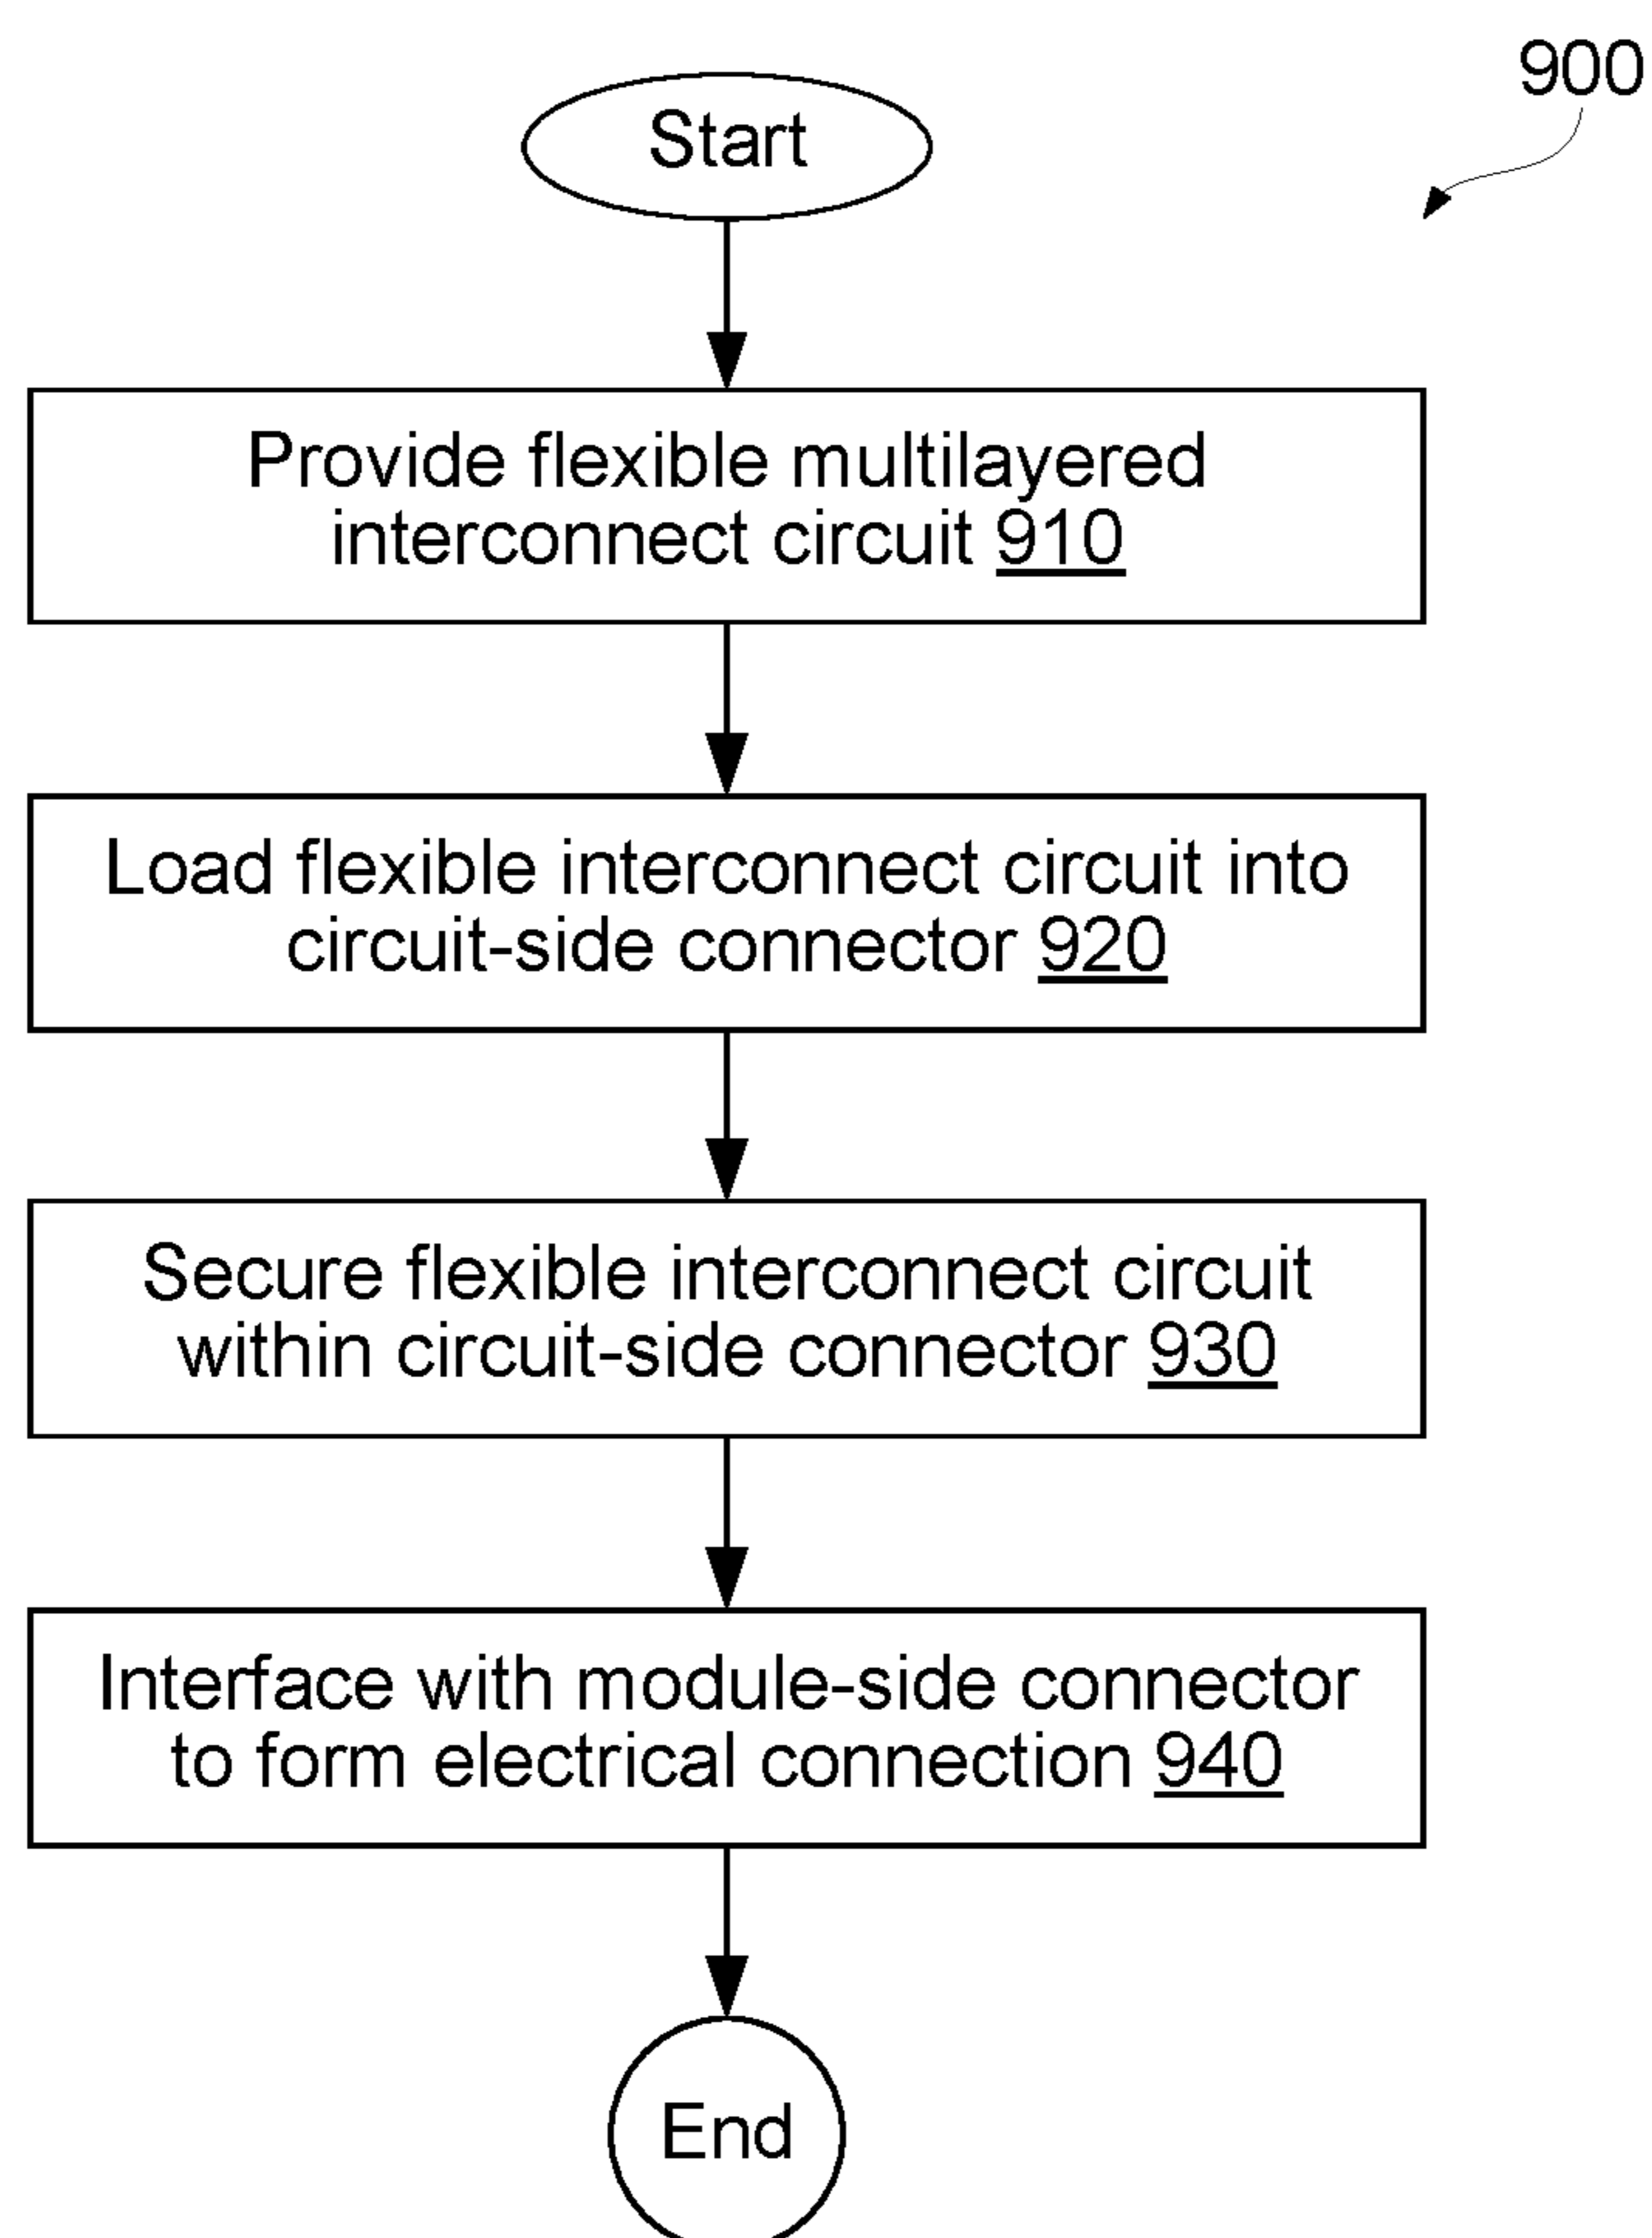 900
Start
Provide flexible multilayered
interconnect circuit 910
Load flexible interconnect circuit into
circuit-side connector 920
Secure flexible interconnect circuit
within circuit-side connector 930
Interface with module-side connector
to form electrical connection 940
End